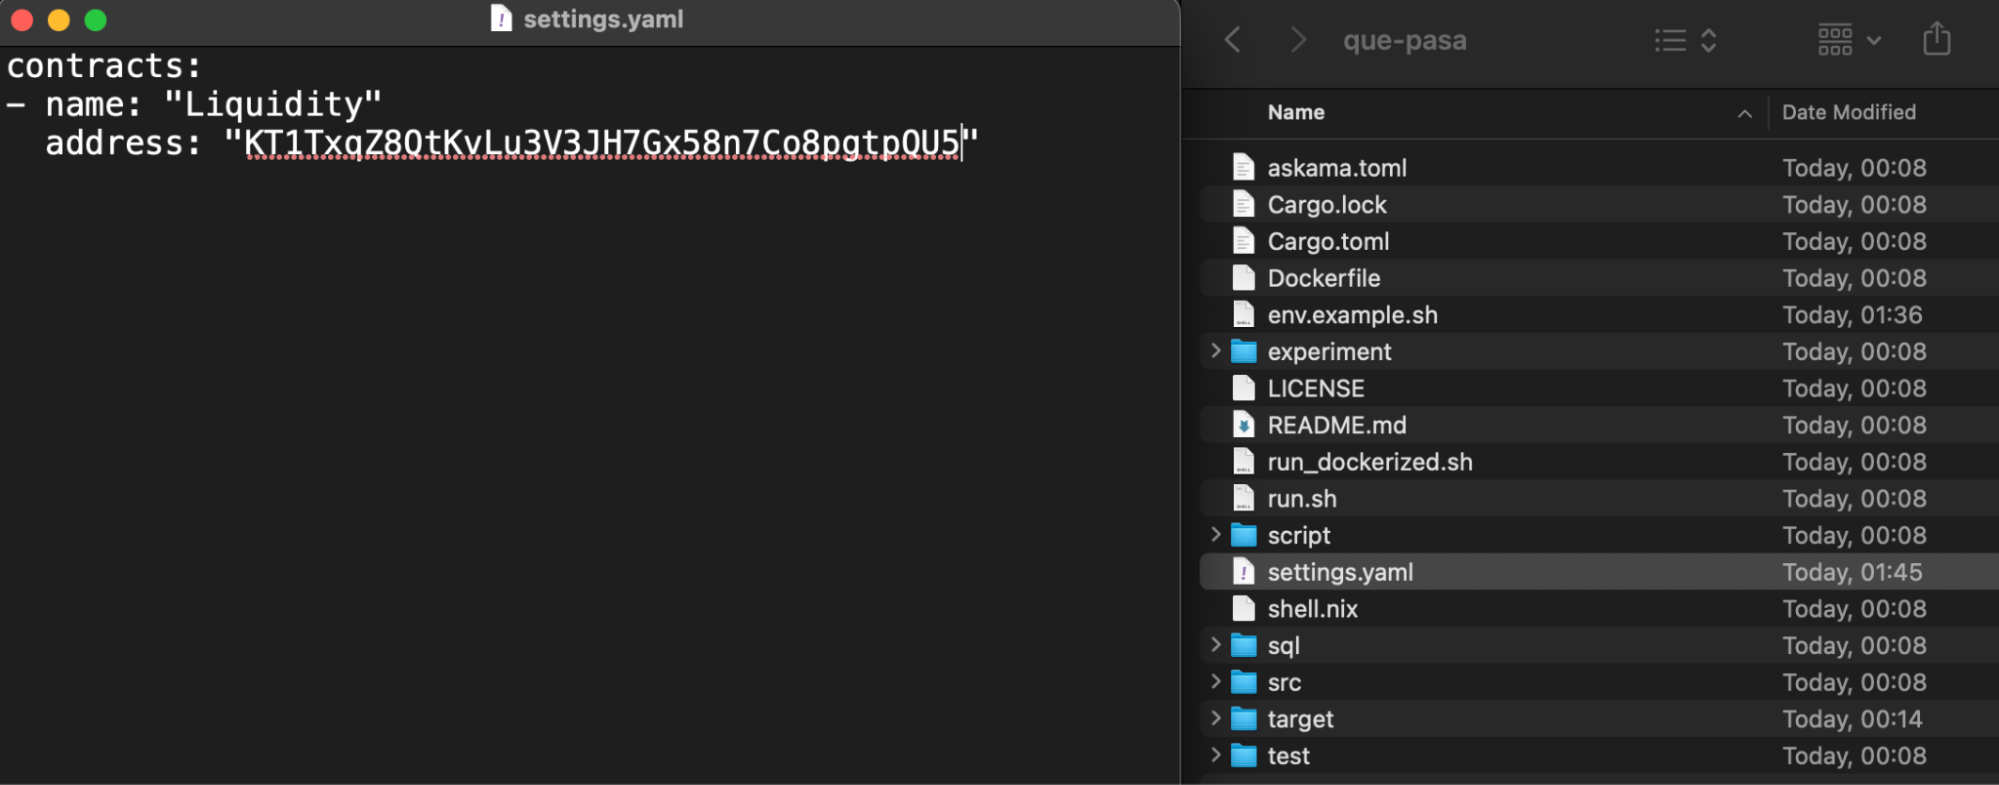 settings.yaml
contracts:
- name: "Liquidity"
address: "KT1TxqZ8QtKvLu3V3JH7Gx58n7Co8pgtpQU5"
que-pasa
Name Date Modified
askama.toml Today, 00:08
Cargo.lock Today, 00:08
Cargo.toml Today, 00:08
Dockerfile Today, 00:08
env.example.sh Today, 01:36
experiment Today, 00:08
LICENSE Today, 00:08
README.md Today, 00:08
run_dockerized.sh Today, 00:08
run.sh Today, 00:08
script Today, 00:08
settings.yaml Today, 01:45
shell.nix Today, 00:08
sql Today, 00:08
src Today, 00:08
target Today, 00:14
test Today, 00:08